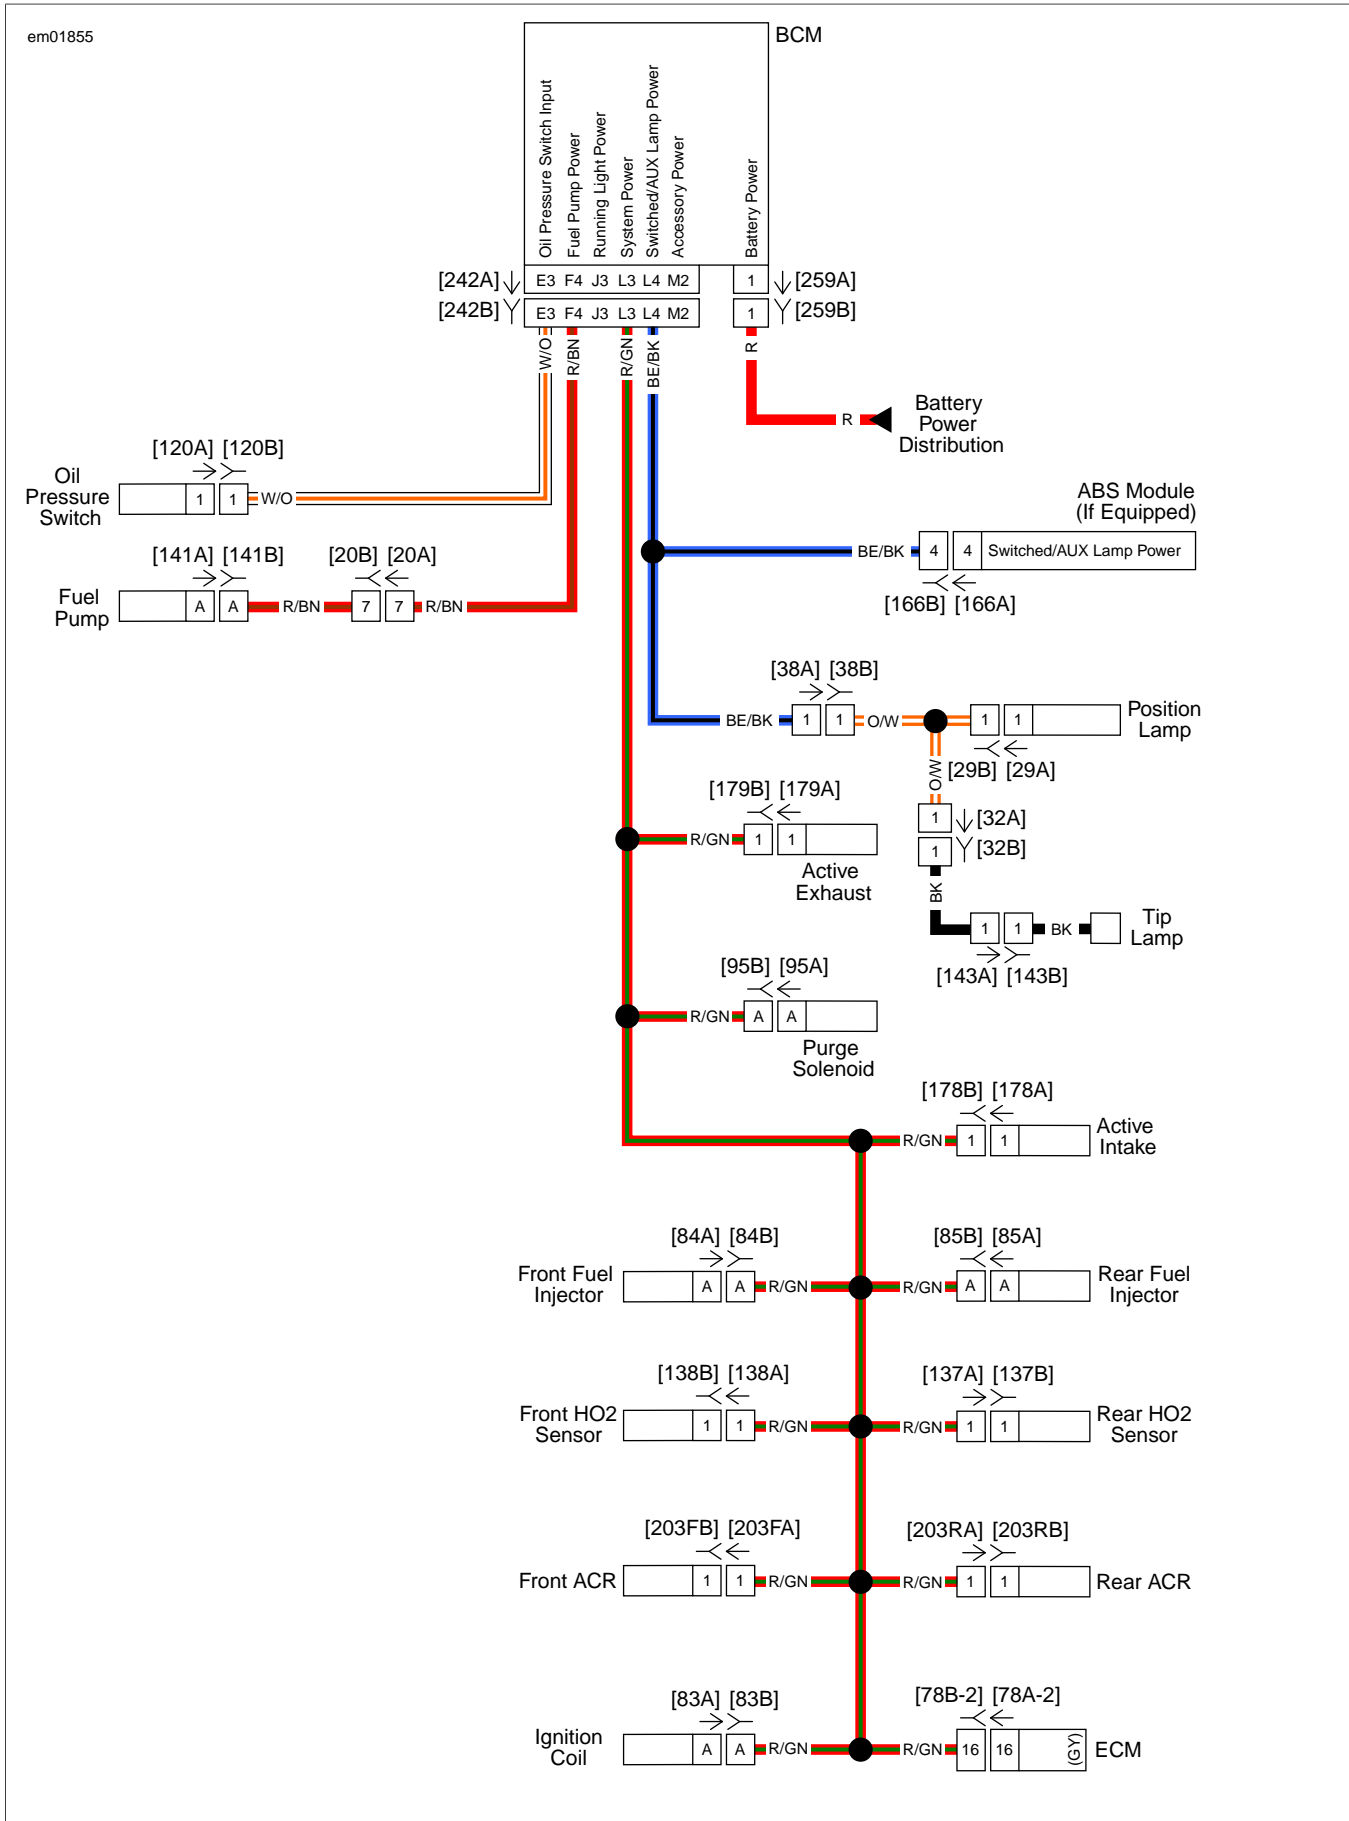 em01855
BCM
Oil Pressure Switch Input
Fuel Pump Power
Running Light Power
System Power
Switched/AUX Lamp Power
Accessory Power
Battery Power
[242A] E3 F4 J3 L3 L4 M2 1 [259A]
[242B] E3 F4 J3 L3 L4 M2 1 [259B]
W/O R/BN R/GN BE/BK R
R
Battery
Power
Distribution
[120A] [120B]
Oil
Pressure
Switch
1 1 W/O
ABS Module
(If Equipped)
BE/BK 4 4 Switched/AUX Lamp Power
[166B] [166A]
[141A] [141B] [20B] [20A]
Fuel
Pump
A A R/BN 7 7 R/BN
[38A] [38B]
BE/BK 1 1 O/W 1 1
Position
Lamp
[29B] [29A]
O/W
[179B] [179A]
R/GN 1 1
Active
Exhaust
1 [32A]
1 [32B]
BK
1 1 BK
Tip
Lamp
[143A] [143B]
[95B] [95A]
R/GN A A
Purge
Solenoid
[178B] [178A]
R/GN 1 1
Active
Intake
[84A] [84B] [85B] [85A]
Front Fuel
Injector
A A R/GN R/GN A A
Rear Fuel
Injector
[138B] [138A] [137A] [137B]
Front HO2
Sensor
1 1 R/GN R/GN 1 1
Rear HO2
Sensor
[203FB] [203FA] [203RA] [203RB]
Front ACR 1 1 R/GN R/GN 1 1 Rear ACR
[83A] [83B] [78B-2] [78A-2]
Ignition
Coil
A A R/GN R/GN 16 16 (GY) ECM